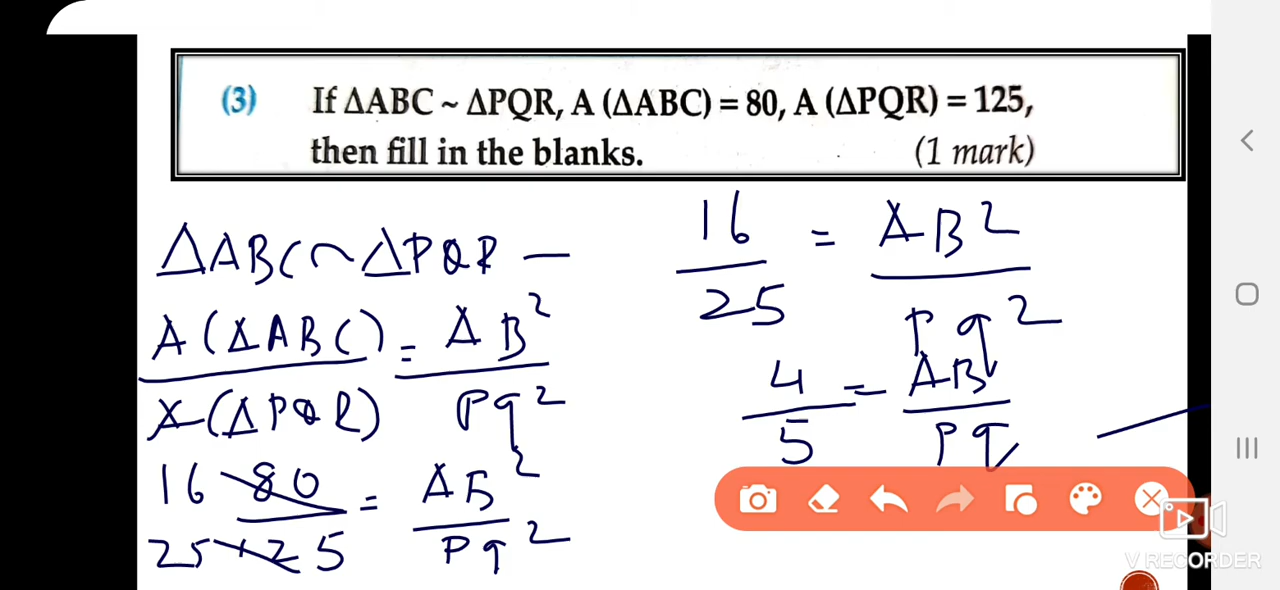 (3) If ΔABC ~ ΔPQR, A (ΔABC) = 80, A (ΔPQR) = 125,
then fill in the blanks. (1 mark)
ΔABC ~ ΔPQR —
A(ΔABC) / A(ΔPQR) = AB² / Pq²
16 80 / 25 125 = AB² / Pq²
16 / 25 = AB² / Pq²
4 / 5 = AB / Pq
V RECORDER